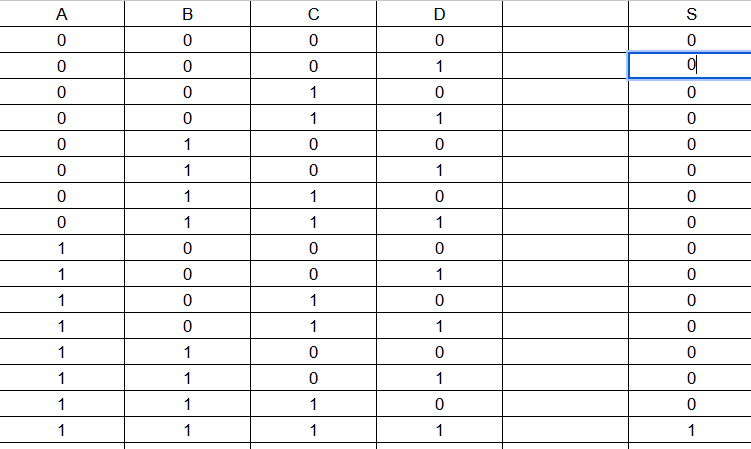 A B C D S
0 0 0 0 0
0 0 0 1 0
0 0 1 0 0
0 0 1 1 0
0 1 0 0 0
0 1 0 1 0
0 1 1 0 0
0 1 1 1 0
1 0 0 0 0
1 0 0 1 0
1 0 1 0 0
1 0 1 1 0
1 1 0 0 0
1 1 0 1 0
1 1 1 0 0
1 1 1 1 1